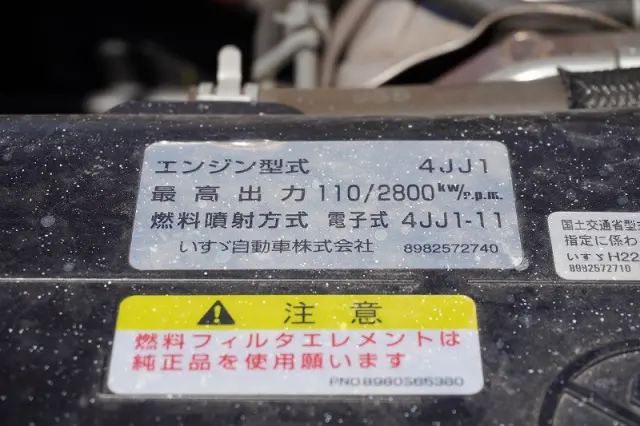 エンジン型式 4JJ1
最高出力 110/2800kw/r.p.m.
燃料噴射方式 電子式 4JJ1-11
いすゞ自動車株式会社 8982572740
国土交通省型式
指定に係わ
いすゞH22
8982572710
⚠ 注意
燃料フィルタエレメントは
純正品を使用願います
PNO8980585380